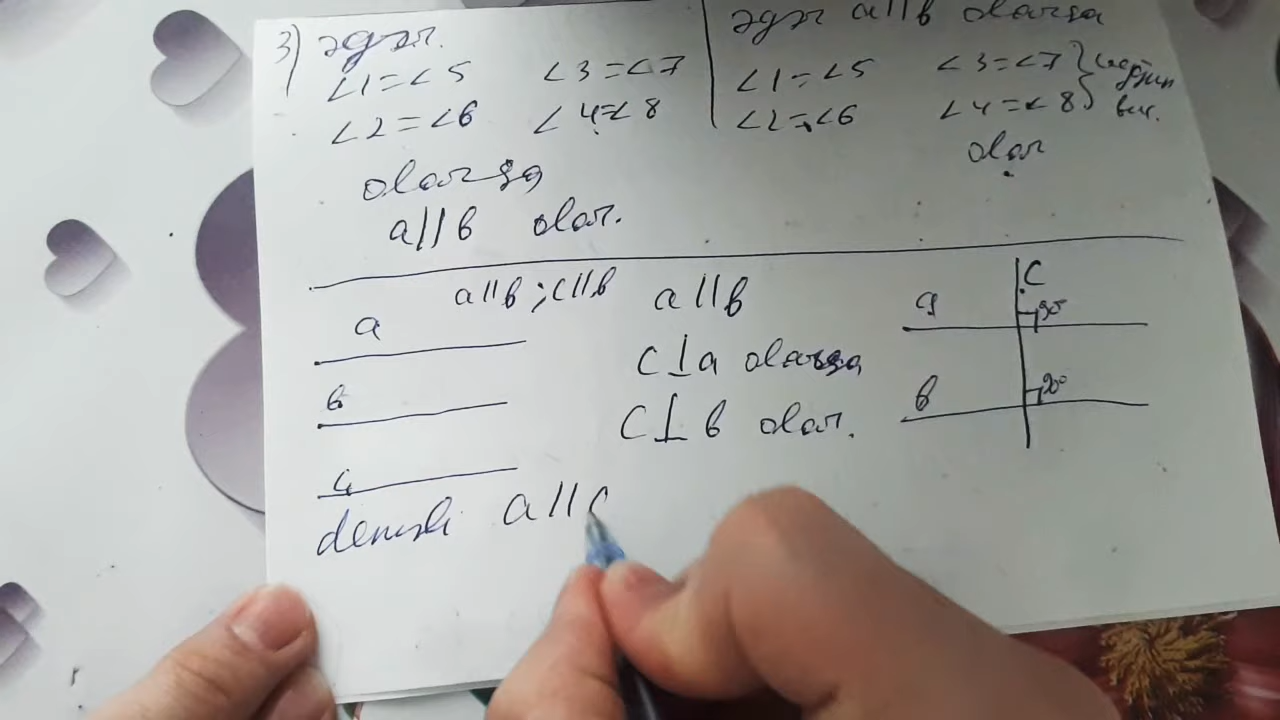 3) əgər.
∠1=∠5 ∠3=∠7
∠2=∠6 ∠4=∠8
olarsa
a//b olar.
əgər a//b olarsa
∠1=∠5 ∠3=∠7
∠2=∠6 ∠4=∠8
olar
a//b ; c//b
a
b
c
deməli a//c
a//b
c⊥a olarsa
c⊥b olar.
c
a 90°
b 90°